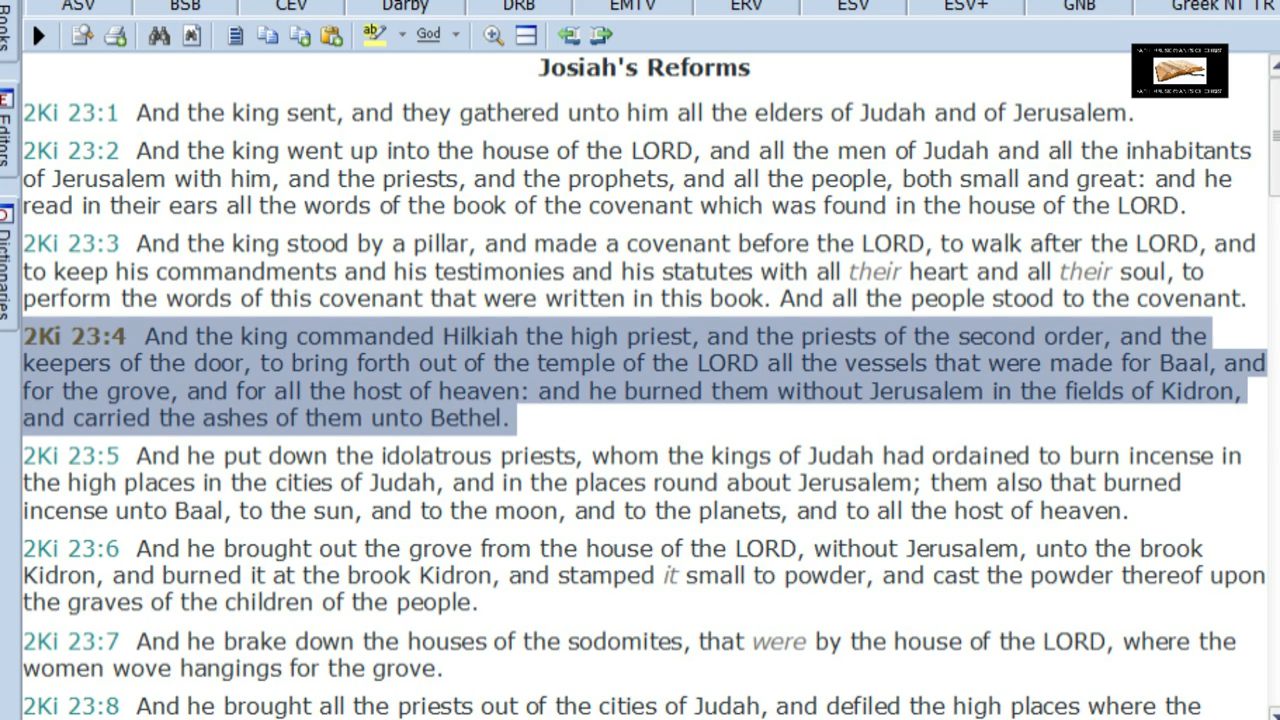 ASV BSB CEV Darby DRB EMTV ERV ESV ESV+ GNB Greek NT TR
Books
Editors
Dictionaries
God
Josiah's Reforms
2Ki 23:1 And the king sent, and they gathered unto him all the elders of Judah and of Jerusalem.
2Ki 23:2 And the king went up into the house of the LORD, and all the men of Judah and all the inhabitants
of Jerusalem with him, and the priests, and the prophets, and all the people, both small and great: and he
read in their ears all the words of the book of the covenant which was found in the house of the LORD.
2Ki 23:3 And the king stood by a pillar, and made a covenant before the LORD, to walk after the LORD, and
to keep his commandments and his testimonies and his statutes with all their heart and all their soul, to
perform the words of this covenant that were written in this book. And all the people stood to the covenant.
2Ki 23:4 And the king commanded Hilkiah the high priest, and the priests of the second order, and the
keepers of the door, to bring forth out of the temple of the LORD all the vessels that were made for Baal, and
for the grove, and for all the host of heaven: and he burned them without Jerusalem in the fields of Kidron,
and carried the ashes of them unto Bethel.
2Ki 23:5 And he put down the idolatrous priests, whom the kings of Judah had ordained to burn incense in
the high places in the cities of Judah, and in the places round about Jerusalem; them also that burned
incense unto Baal, to the sun, and to the moon, and to the planets, and to all the host of heaven.
2Ki 23:6 And he brought out the grove from the house of the LORD, without Jerusalem, unto the brook
Kidron, and burned it at the brook Kidron, and stamped it small to powder, and cast the powder thereof upon
the graves of the children of the people.
2Ki 23:7 And he brake down the houses of the sodomites, that were by the house of the LORD, where the
women wove hangings for the grove.
2Ki 23:8 And he brought all the priests out of the cities of Judah, and defiled the high places where the